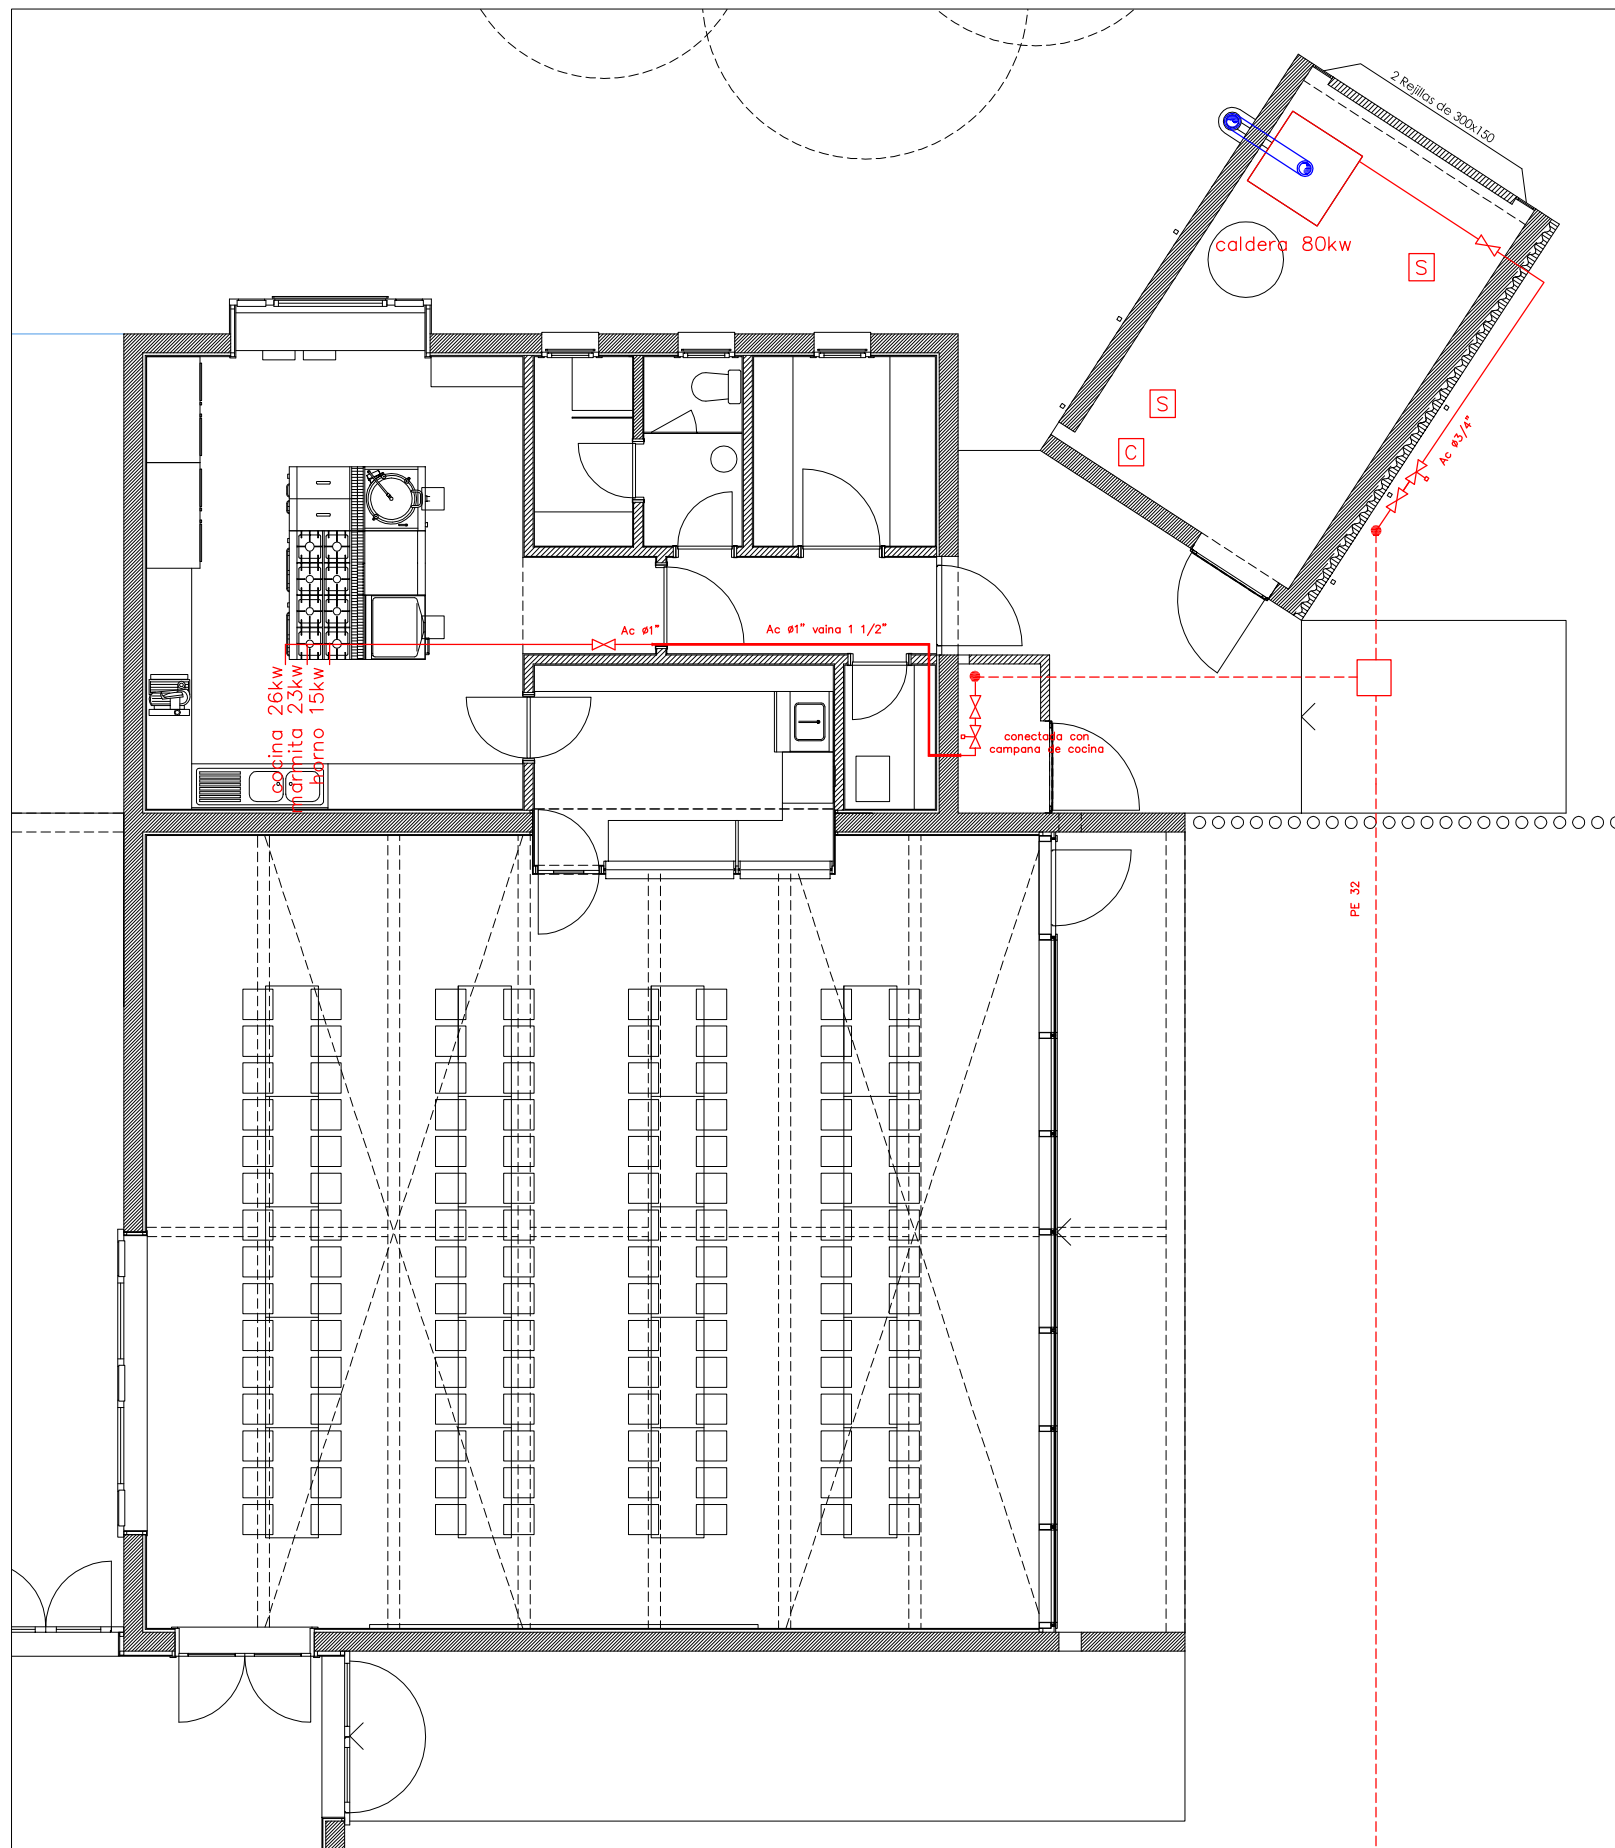 2 Rejillas de 300x150
caldera 80kw
S
S
C
Ac ø3/4"
Ac ø1"
Ac ø1" vaina 1 1/2"
cocina 26kw
marmita 23kw
horno 15kw
conectada con
campana de cocina
PE 32